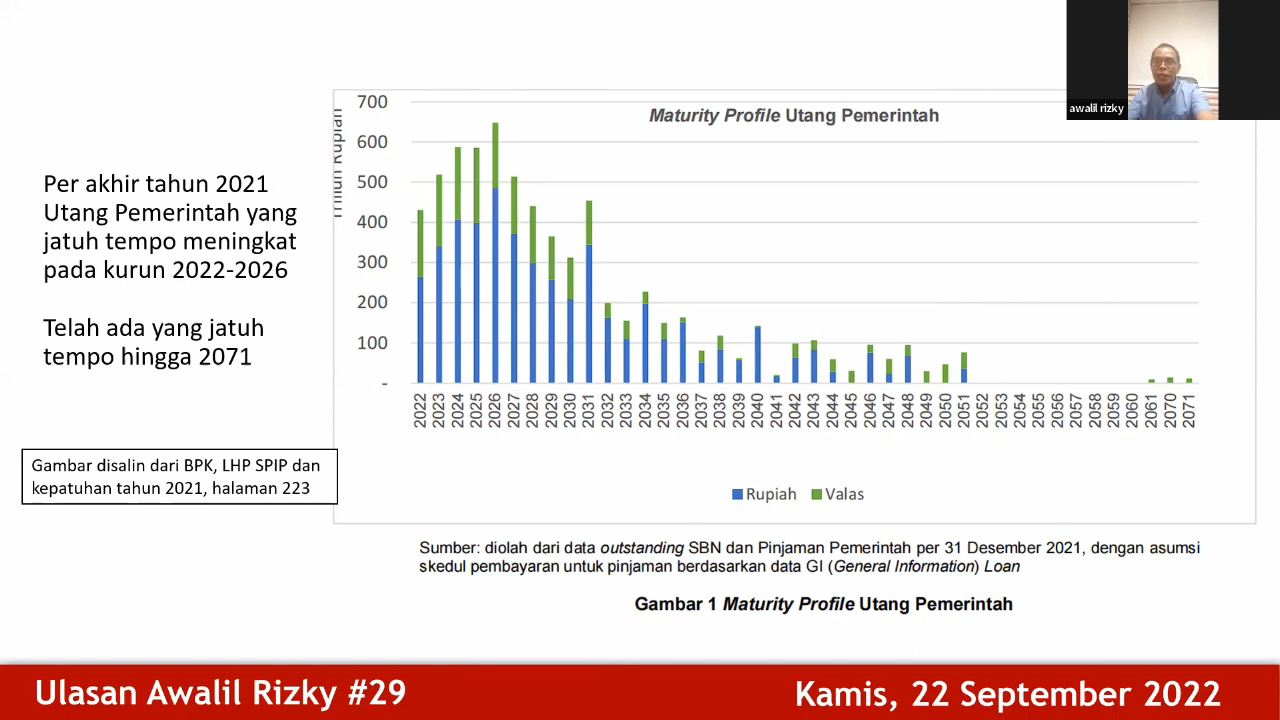 awalil rizky
Per akhir tahun 2021
Utang Pemerintah yang
jatuh tempo meningkat
pada kurun 2022-2026
Telah ada yang jatuh
tempo hingga 2071
Gambar disalin dari BPK, LHP SPIP dan
kepatuhan tahun 2021, halaman 223
Maturity Profile Utang Pemerintah
Triliun Rupiah
700
600
500
400
300
200
100
-
2022
2023
2024
2025
2026
2027
2028
2029
2030
2031
2032
2033
2034
2035
2036
2037
2038
2039
2040
2041
2042
2043
2044
2045
2046
2047
2048
2049
2050
2051
2052
2053
2054
2055
2056
2057
2058
2059
2060
2061
2070
2071
Rupiah Valas
Sumber: diolah dari data outstanding SBN dan Pinjaman Pemerintah per 31 Desember 2021, dengan asumsi
skedul pembayaran untuk pinjaman berdasarkan data GI (General Information) Loan
Gambar 1 Maturity Profile Utang Pemerintah
Ulasan Awalil Rizky #29
Kamis, 22 September 2022